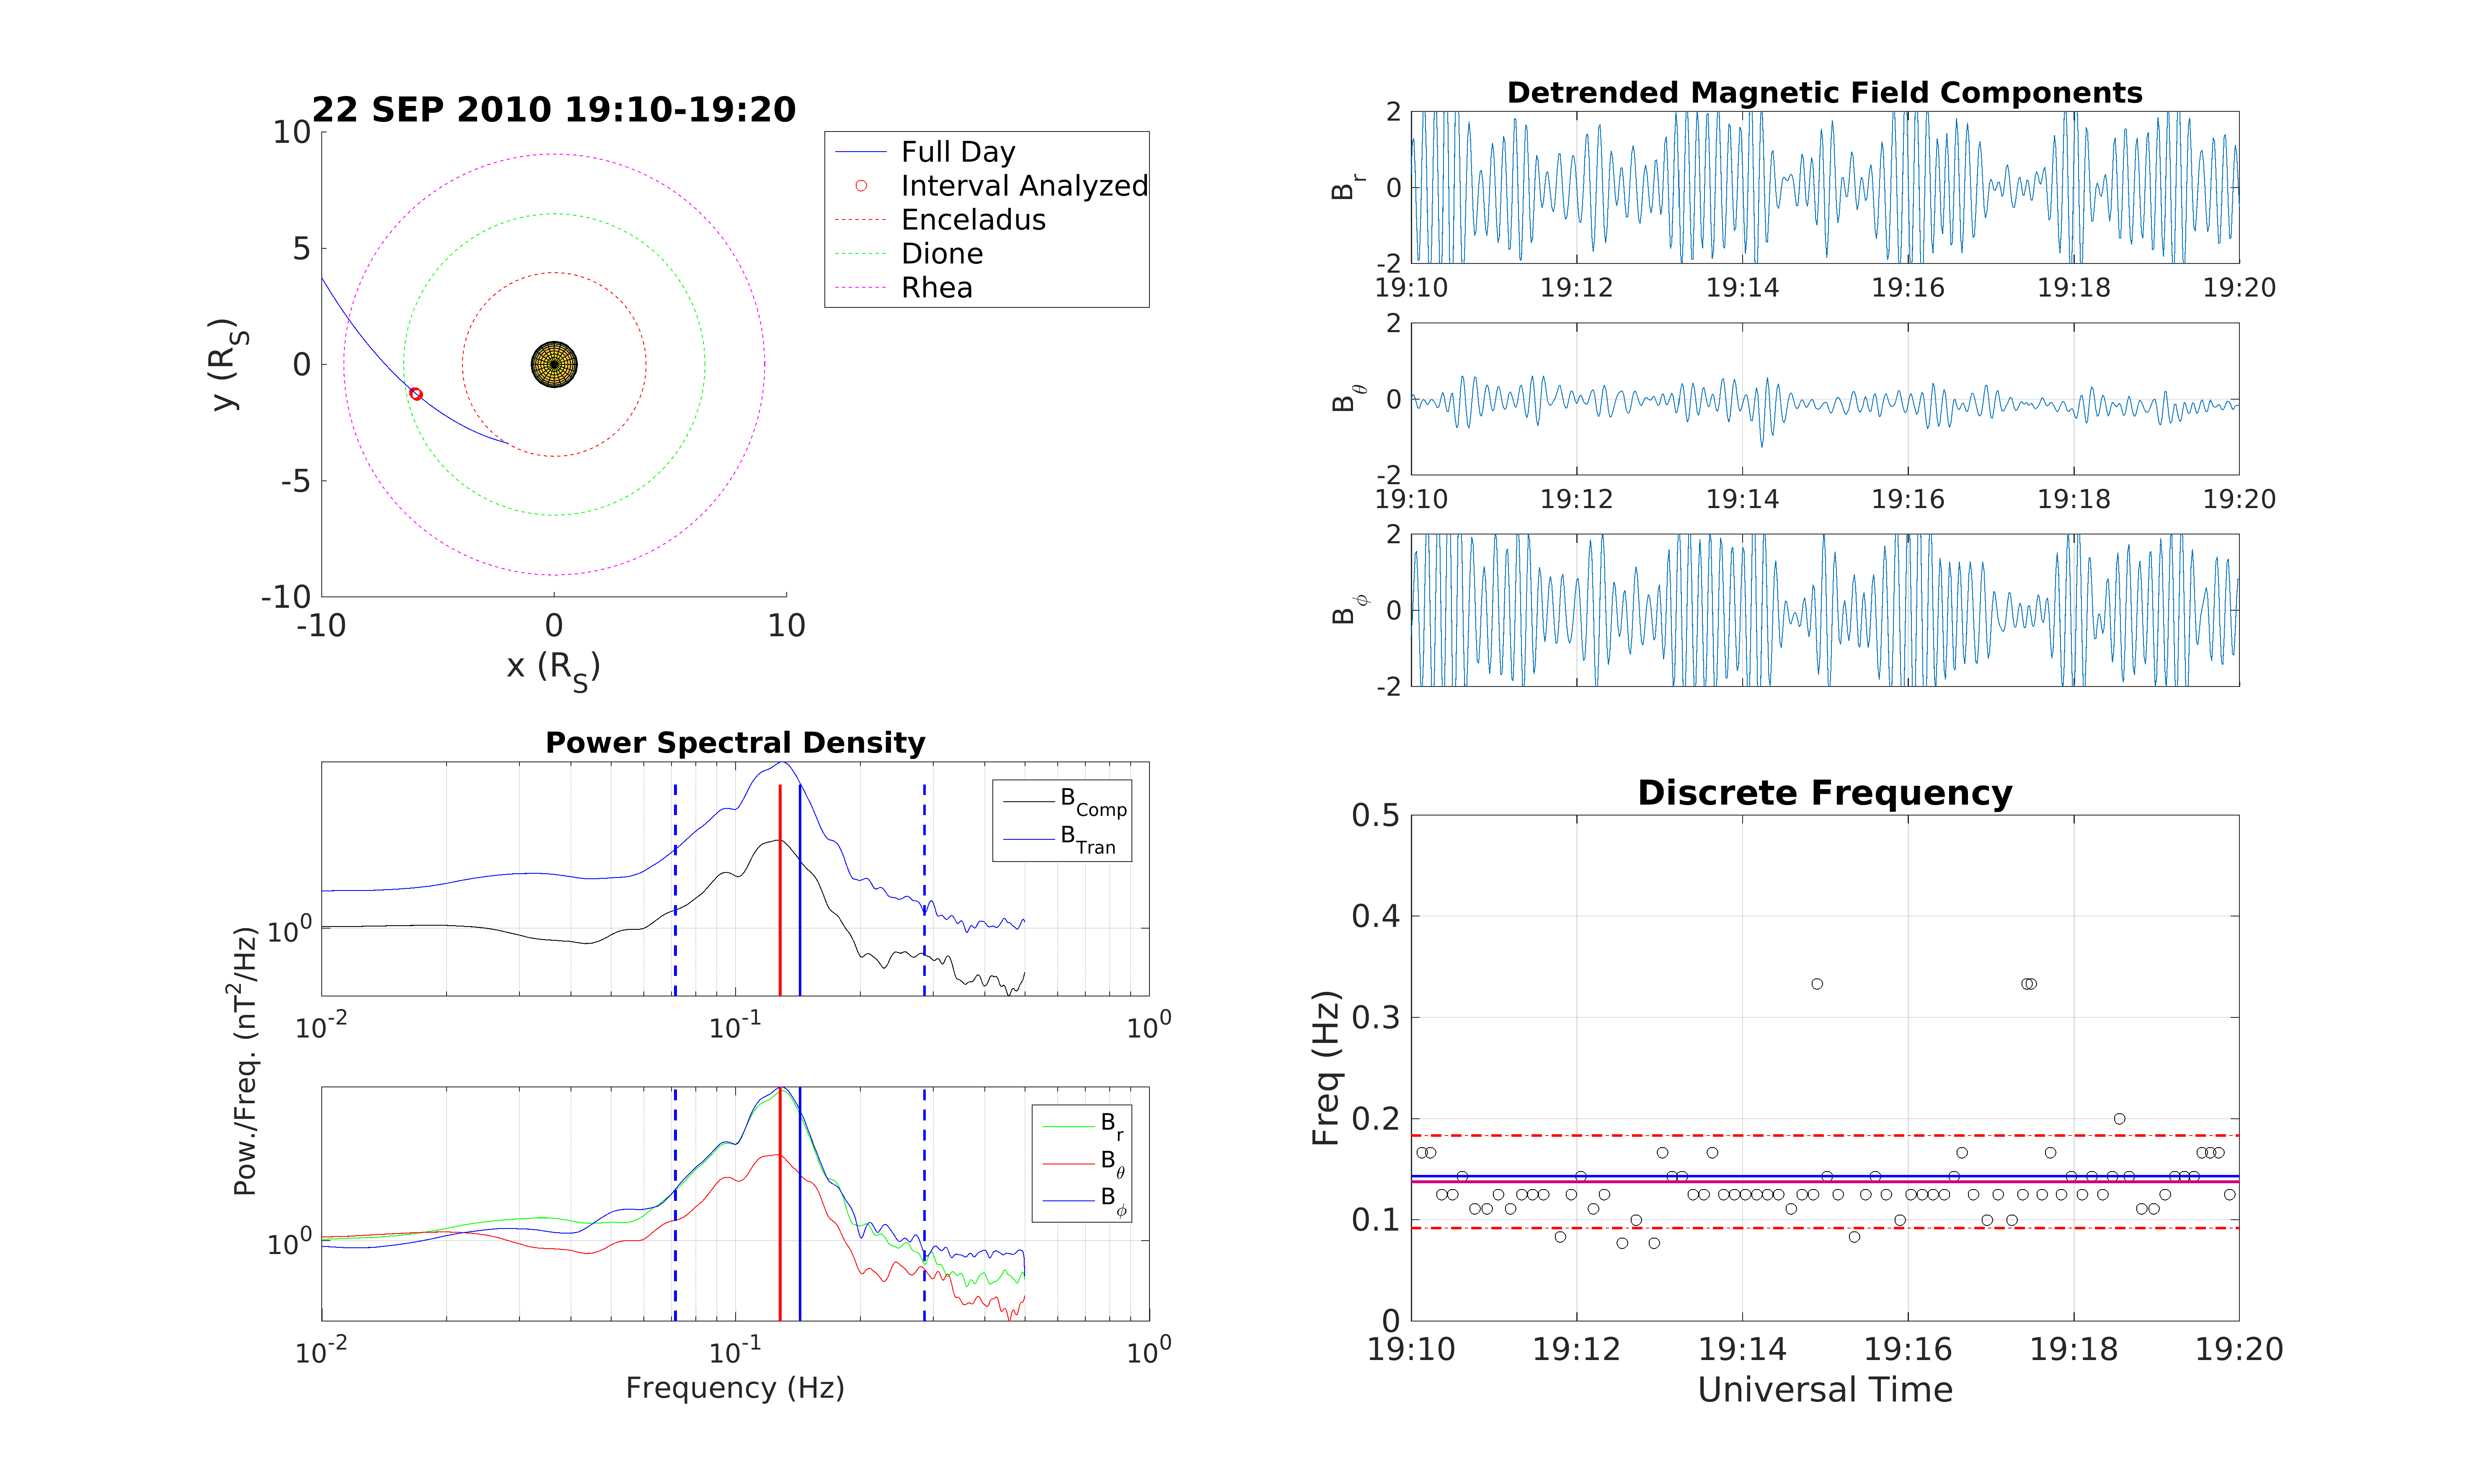 22 SEP 2010 19:10-19:20
10
5
0
-5
-10
-10 0 10
x (R_S)
y (R_S)
Full Day
Interval Analyzed
Enceladus
Dione
Rhea
Detrended Magnetic Field Components
2
0
-2
B_r
19:10 19:12 19:14 19:16 19:18 19:20
2
0
-2
B_θ
19:10 19:12 19:14 19:16 19:18 19:20
2
0
-2
B_ϕ
Power Spectral Density
B_Comp
B_Tran
10^0
10^-2 10^-1 10^0
Pow./Freq. (nT^2/Hz)
B_r
B_θ
B_ϕ
10^0
10^-2 10^-1 10^0
Frequency (Hz)
Discrete Frequency
0.5
0.4
0.3
0.2
0.1
0
Freq (Hz)
19:10 19:12 19:14 19:16 19:18 19:20
Universal Time